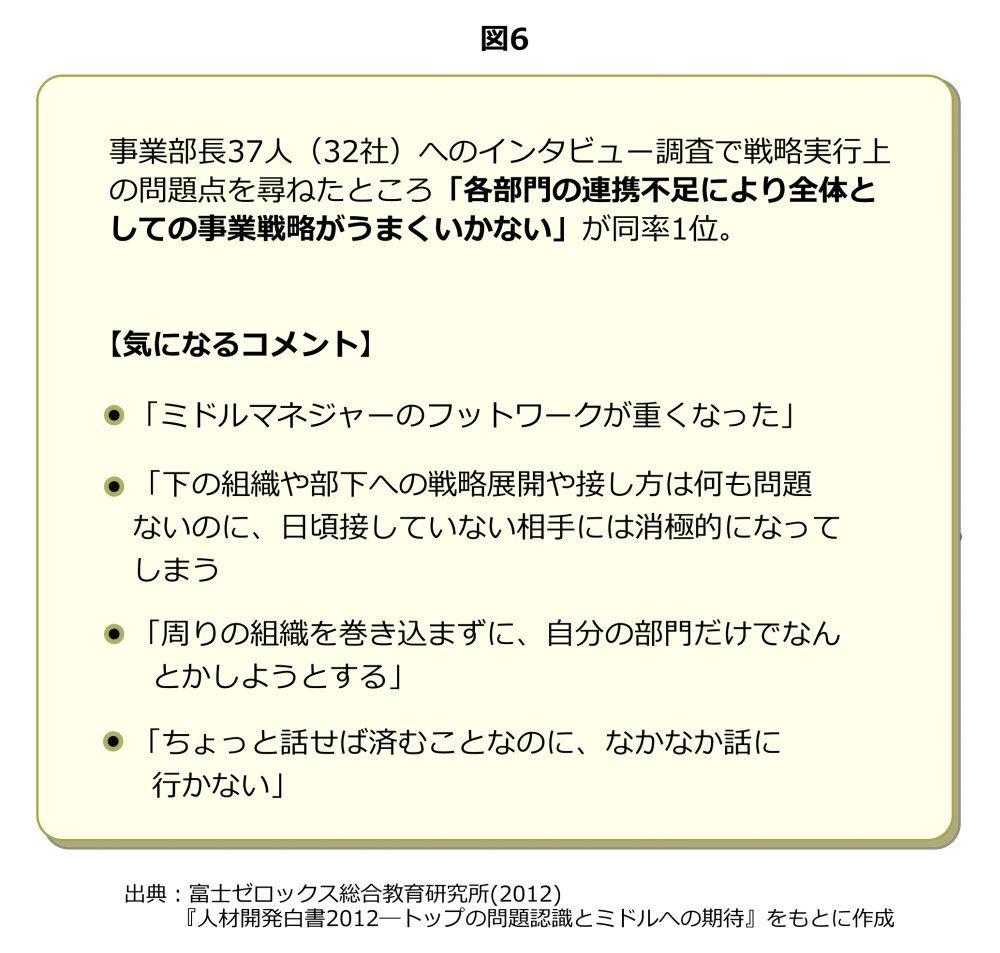 図6
事業部長37人（32社）へのインタビュー調査で戦略実行上
の問題点を尋ねたところ「各部門の連携不足により全体と
しての事業戦略がうまくいかない」が同率1位。
【気になるコメント】
「ミドルマネジャーのフットワークが重くなった」
「下の組織や部下への戦略展開や接し方は何も問題
ないのに、日頃接していない相手には消極的になって
しまう
「周りの組織を巻き込まずに、自分の部門だけでなん
とかしようとする」
「ちょっと話せば済むことなのに、なかなか話に
行かない」
出典：富士ゼロックス総合教育研究所(2012)
『人材開発白書2012―トップの問題認識とミドルへの期待』をもとに作成